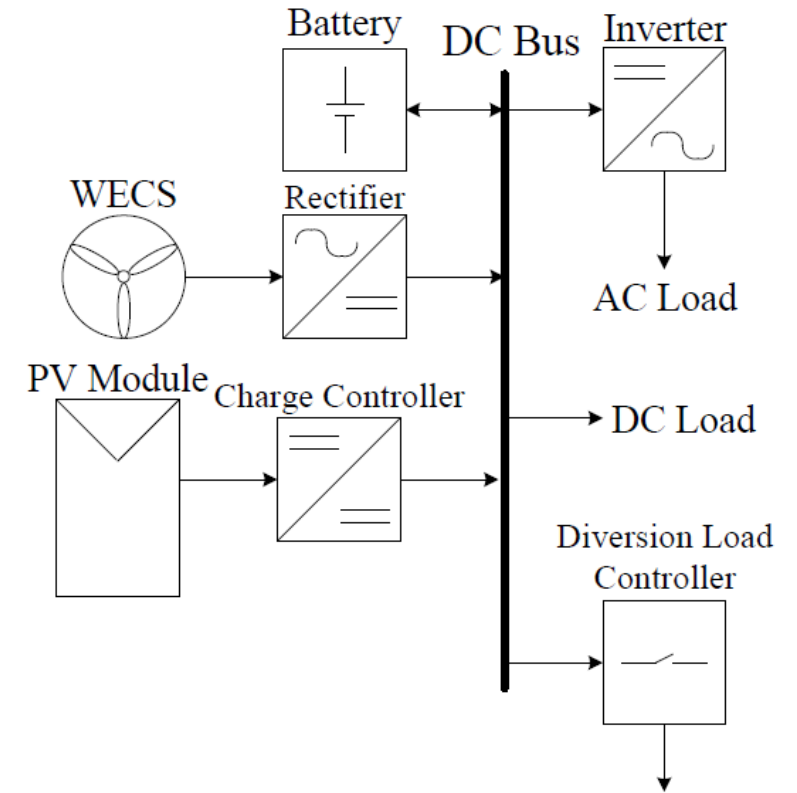 Battery
DC Bus
Inverter
WECS
Rectifier
AC Load
PV Module
Charge Controller
DC Load
Diversion Load
Controller